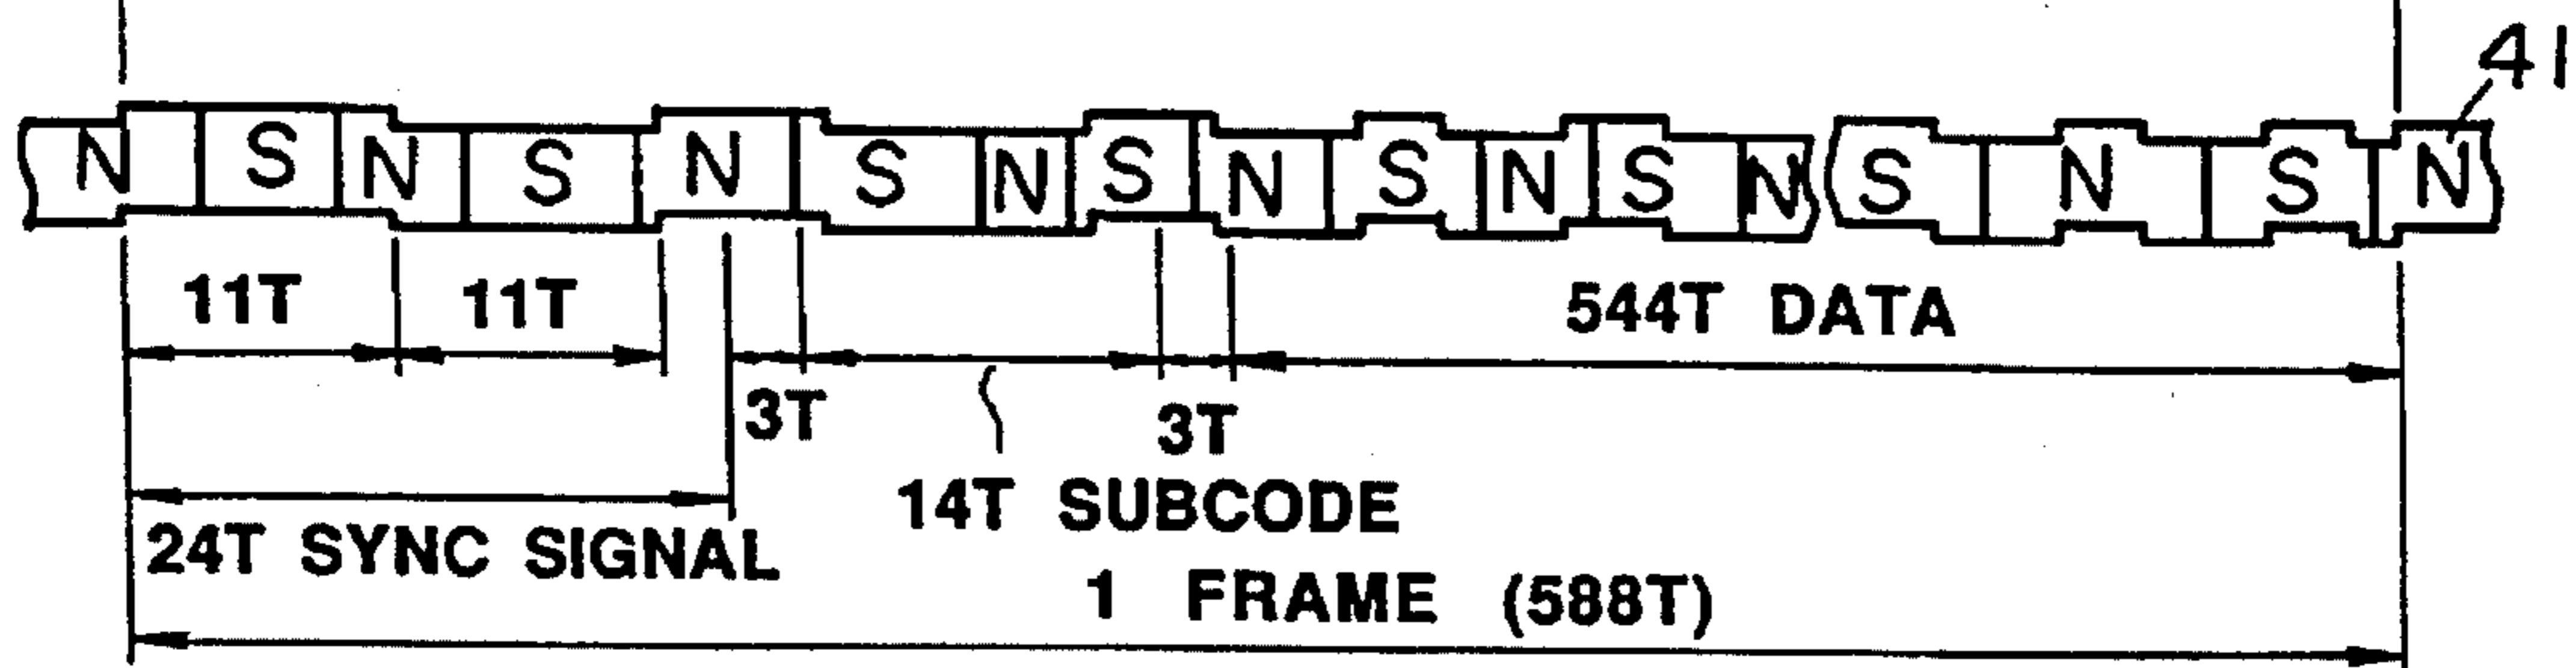 41
N S N S N S N S N S N S N S N S N
11T 11T 544T DATA
3T 3T
14T SUBCODE
24T SYNC SIGNAL
1 FRAME (588T)